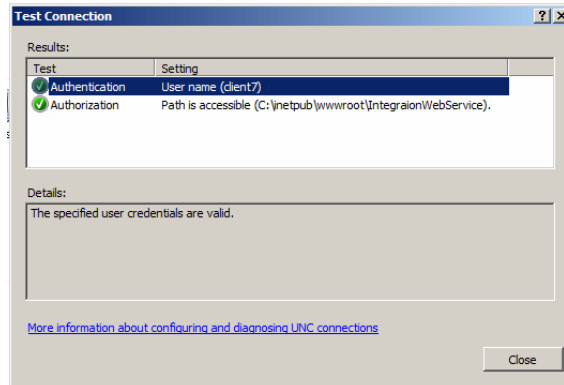 Test Connection
Results:
Test Setting
Authentication User name (client7)
Authorization Path is accessible (C:\inetpub\wwwroot\IntegraionWebService).
Details:
The specified user credentials are valid.
More information about configuring and diagnosing UNC connections
Close